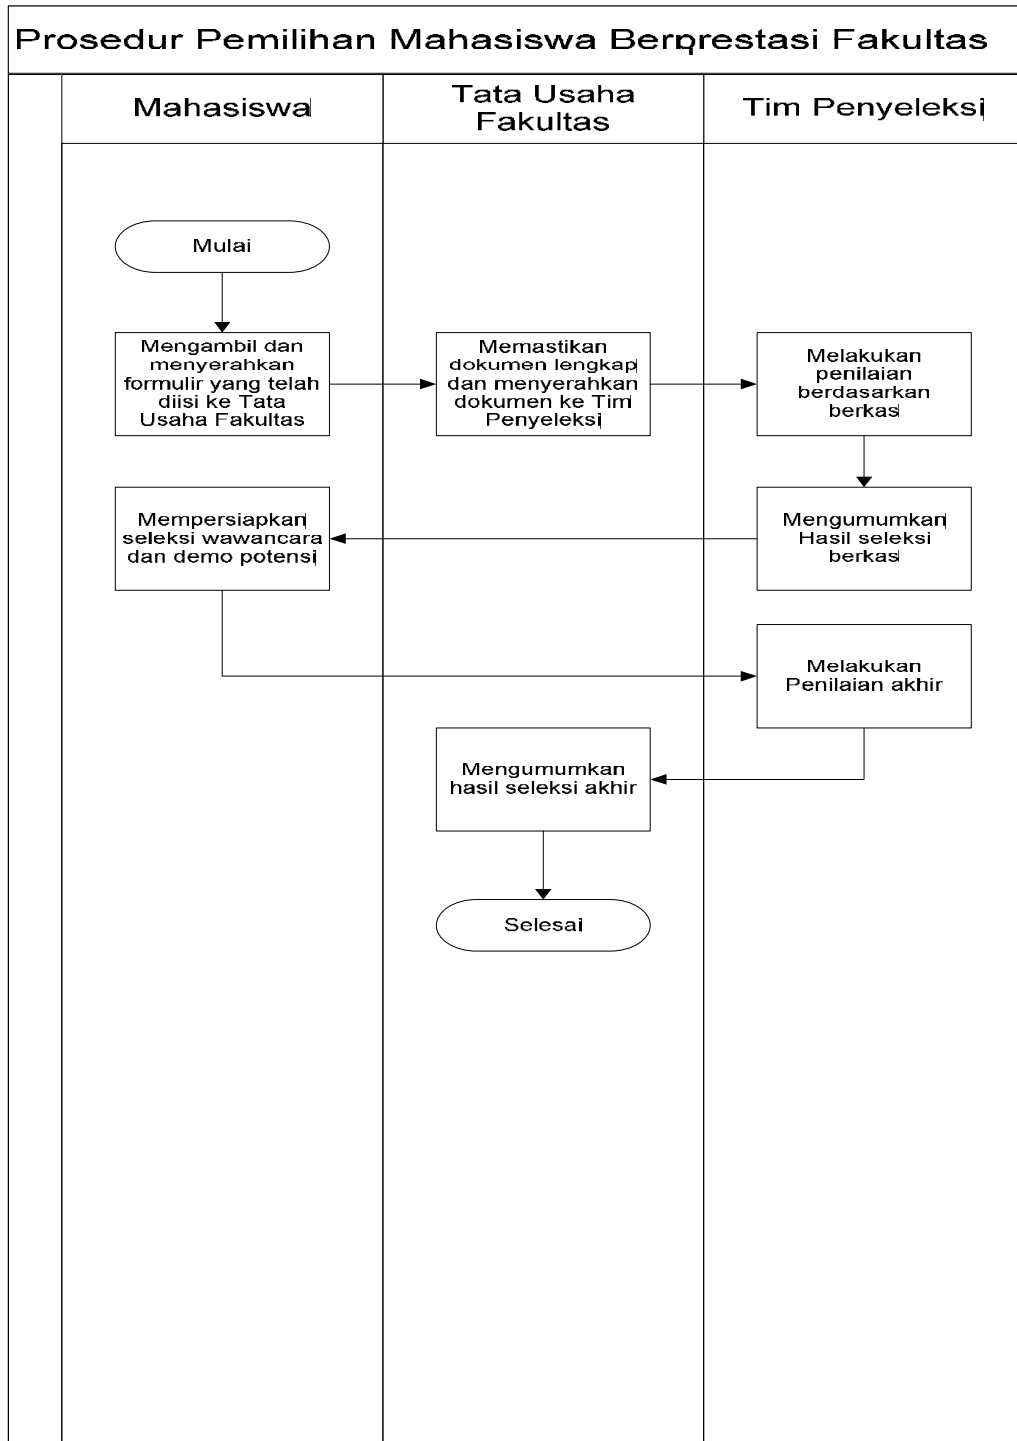 Prosedur Pemilihan Mahasiswa Berprestasi Fakultas
Mahasiswa
Tata Usaha
Fakultas
Tim Penyeleksi
Mulai
Mengambil dan
menyerahkan
formulir yang telah
diisi ke Tata
Usaha Fakultas
Memastikan
dokumen lengkap
dan menyerahkan
dokumen ke Tim
Penyeleksi
Melakukan
penilaian
berdasarkan
berkas
Mempersiapkan
seleksi wawancara
dan demo potensi
Mengumumkan
Hasil seleksi
berkas
Melakukan
Penilaian akhir
Mengumumkan
hasil seleksi akhir
Selesai